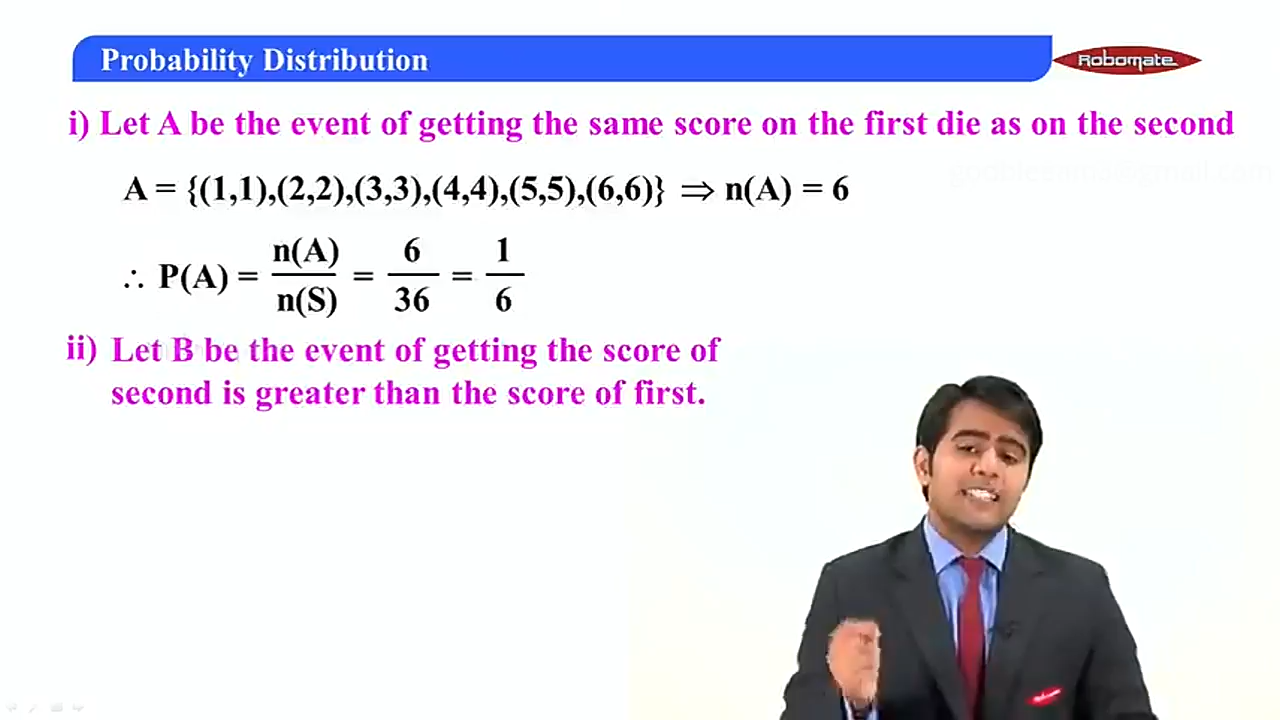 Probability Distribution
Robomate
i) Let A be the event of getting the same score on the first die as on the second
A = {(1,1),(2,2),(3,3),(4,4),(5,5),(6,6)} ⇒ n(A) = 6
∴ P(A) = n(A)/n(S) = 6/36 = 1/6
ii) Let B be the event of getting the score of
second is greater than the score of first.